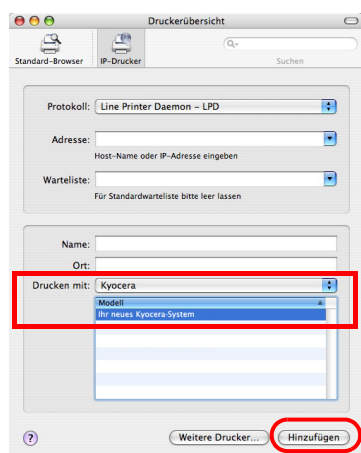 Druckerübersicht
Standard-Browser IP-Drucker Suchen
Protokoll: Line Printer Daemon – LPD
Adresse:
Host-Name oder IP-Adresse eingeben
Warteliste:
Für Standardwarteliste bitte leer lassen
Name:
Ort:
Drucken mit: Kyocera
Modell
Ihr neues Kyocera-System
? Weitere Drucker... Hinzufügen